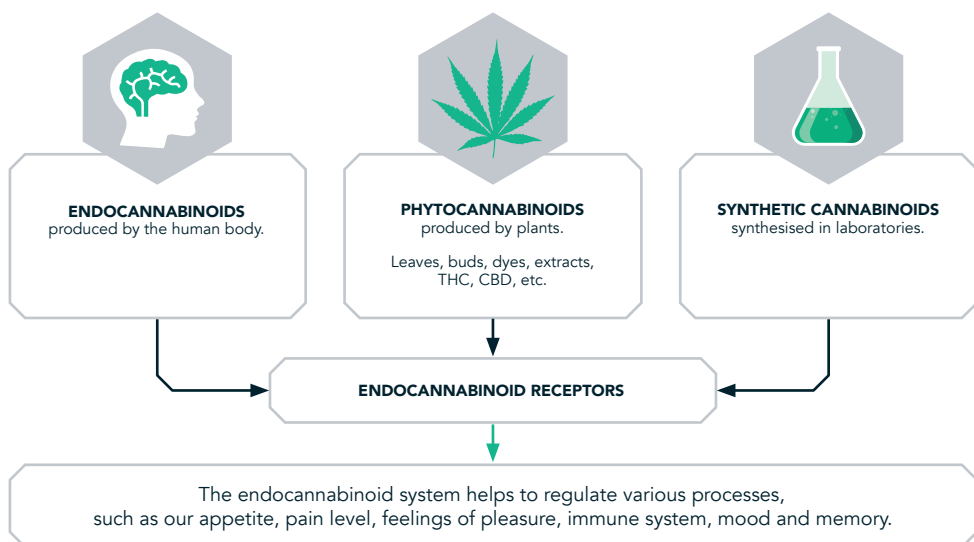 ENDOCANNABINOIDS
produced by the human body.
PHYTOCANNABINOIDS
produced by plants.
Leaves, buds, dyes, extracts,
THC, CBD, etc.
SYNTHETIC CANNABINOIDS
synthesised in laboratories.
ENDOCANNABINOID RECEPTORS
The endocannabinoid system helps to regulate various processes,
such as our appetite, pain level, feelings of pleasure, immune system, mood and memory.